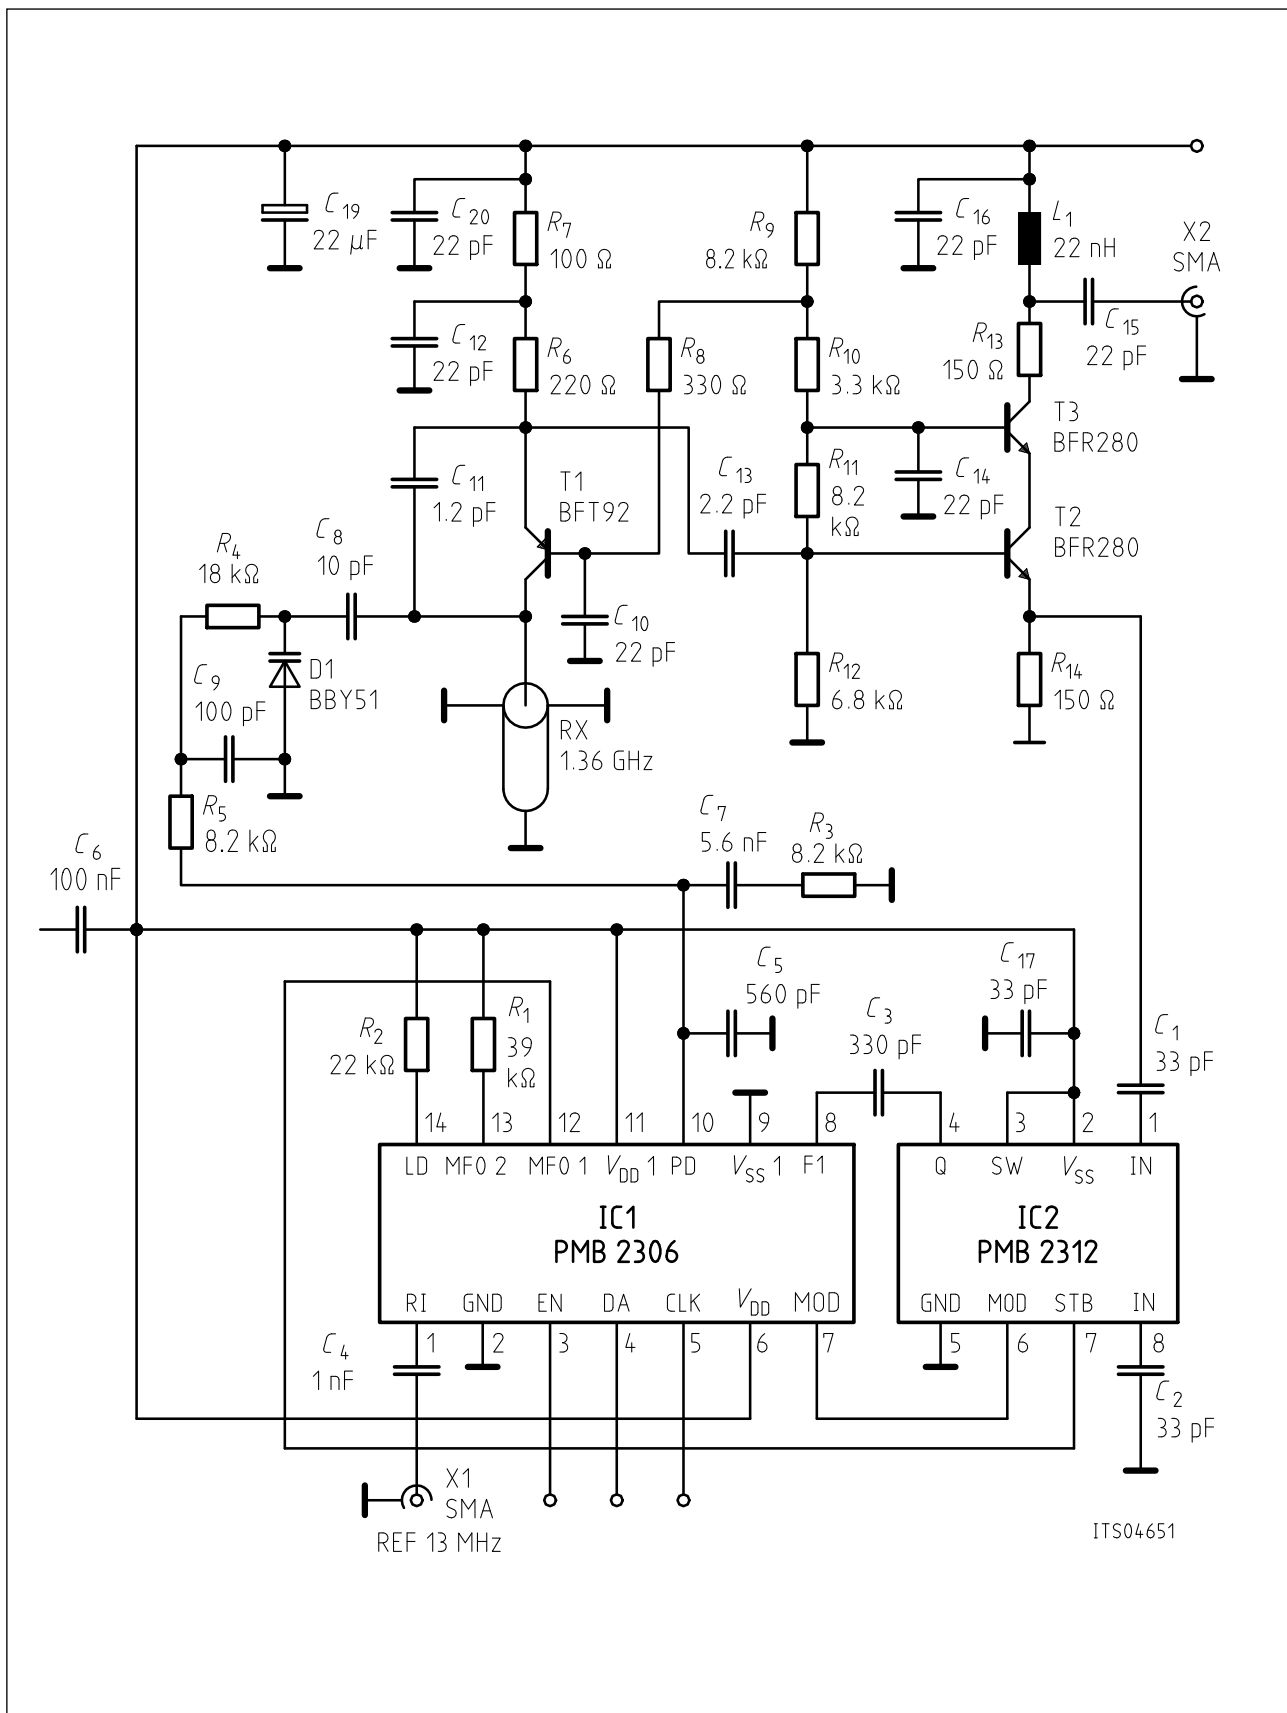 C19
22 µF
C20
22 pF
R7
100 Ω
R9
8.2 kΩ
C16
22 pF
L1
22 nH
X2
SMA
C12
22 pF
R6
220 Ω
R8
330 Ω
R10
3.3 kΩ
R13
150 Ω
C15
22 pF
C11
1.2 pF
T1
BFT92
C13
2.2 pF
R11
8.2
kΩ
C14
22 pF
T3
BFR280
T2
BFR280
R4
18 kΩ
C8
10 pF
C10
22 pF
C9
100 pF
D1
BBY51
RX
1.36 GHz
R12
6.8 kΩ
R14
150 Ω
R5
8.2 kΩ
C7
5.6 nF
R3
8.2 kΩ
C6
100 nF
C5
560 pF
C17
33 pF
R2
22 kΩ
R1
39
kΩ
C3
330 pF
C1
33 pF
14 13 12 11 10 9 8 4 3 2 1
LD MFO 2 MFO 1 VDD 1 PD VSS 1 F1 Q SW VSS IN
IC1
PMB 2306
IC2
PMB 2312
RI GND EN DA CLK VDD MOD GND MOD STB IN
1 2 3 4 5 6 7 5 6 7 8
C4
1 nF
C2
33 pF
X1
SMA
REF 13 MHz
ITS04651